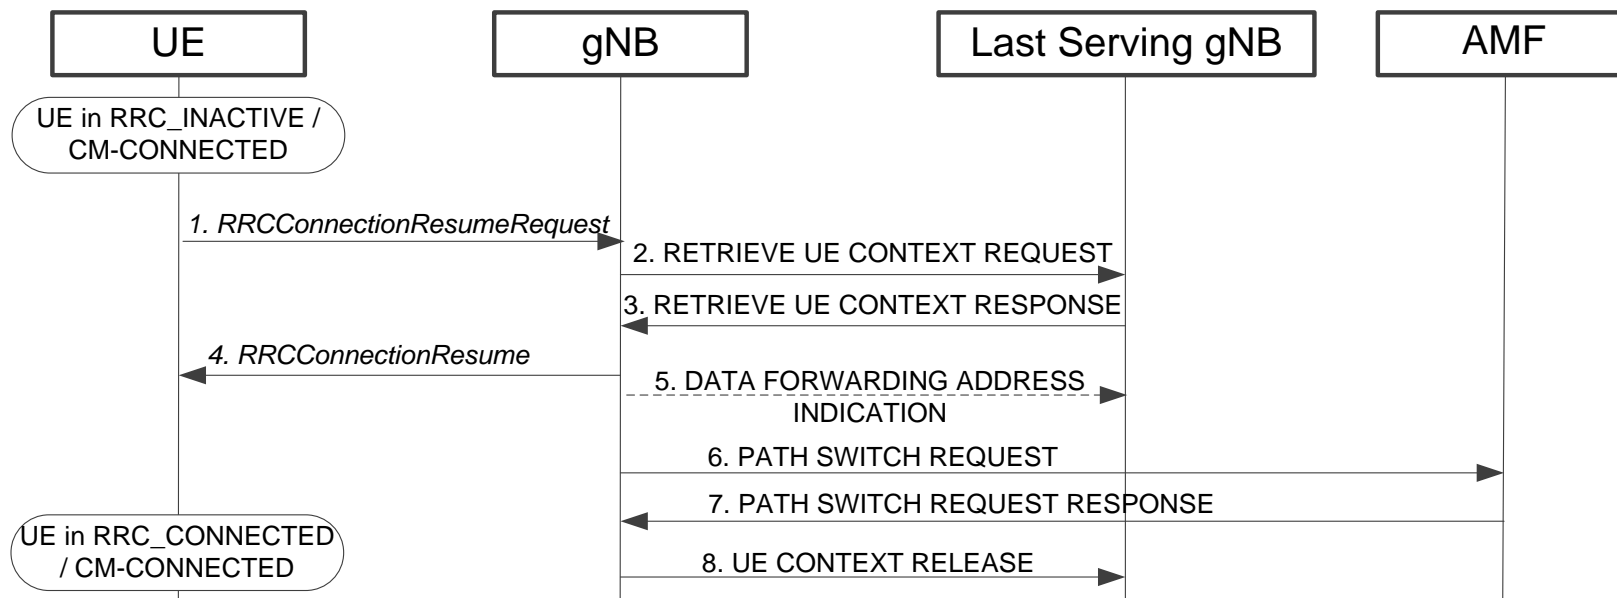 UE
gNB
Last Serving gNB
AMF
UE in RRC_INACTIVE /
CM-CONNECTED
1. RRCConnectionResumeRequest
2. RETRIEVE UE CONTEXT REQUEST
3. RETRIEVE UE CONTEXT RESPONSE
4. RRCConnectionResume
5. DATA FORWARDING ADDRESS
INDICATION
6. PATH SWITCH REQUEST
7. PATH SWITCH REQUEST RESPONSE
UE in RRC_CONNECTED
/ CM-CONNECTED
8. UE CONTEXT RELEASE